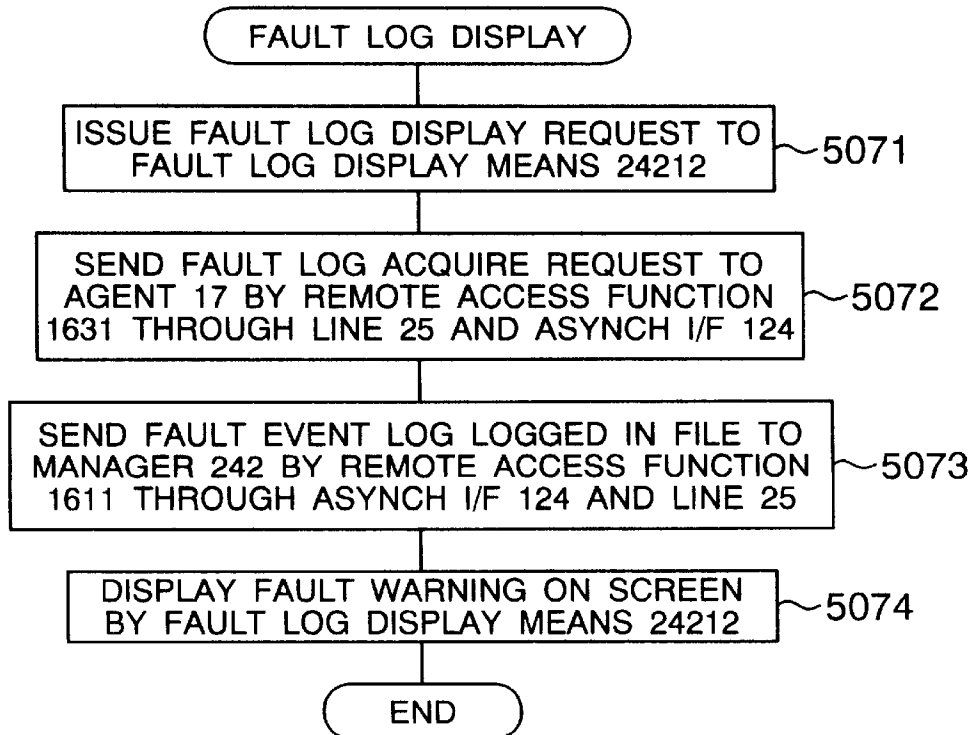 FAULT LOG DISPLAY
ISSUE FAULT LOG DISPLAY REQUEST TO
FAULT LOG DISPLAY MEANS 24212
5071
SEND FAULT LOG ACQUIRE REQUEST TO
AGENT 17 BY REMOTE ACCESS FUNCTION
1631 THROUGH LINE 25 AND ASYNCH I/F 124
5072
SEND FAULT EVENT LOG LOGGED IN FILE TO
MANAGER 242 BY REMOTE ACCESS FUNCTION
1611 THROUGH ASYNCH I/F 124 AND LINE 25
5073
DISPLAY FAULT WARNING ON SCREEN
BY FAULT LOG DISPLAY MEANS 24212
5074
END